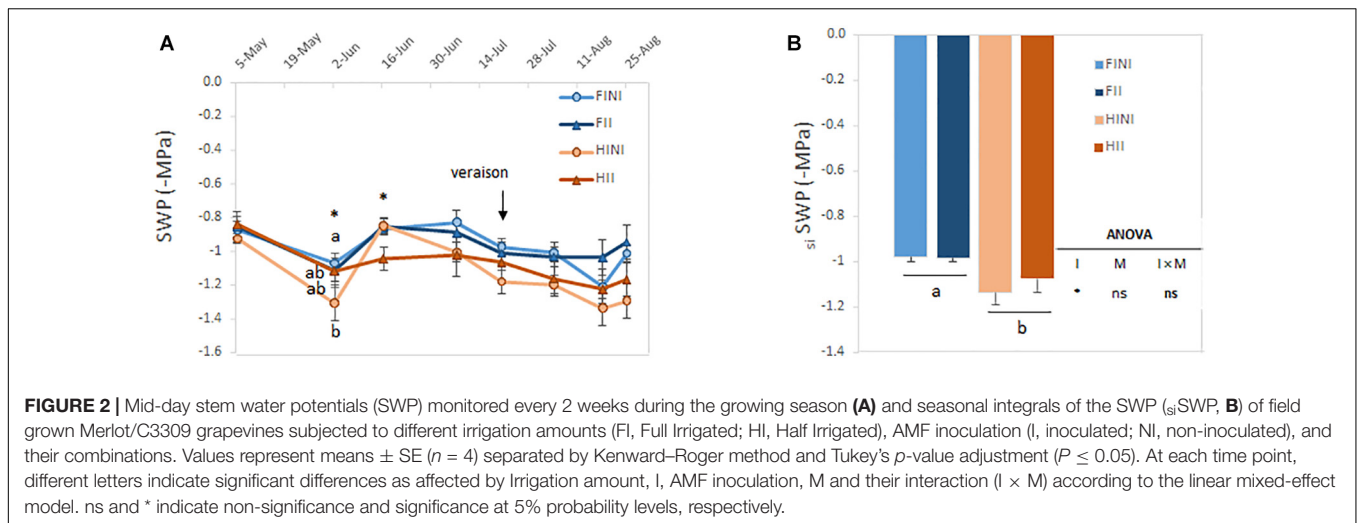 A
5-May
19-May
2-Jun
16-Jun
30-Jun
14-Jul
28-Jul
11-Aug
25-Aug
0.0
-0.2
-0.4
-0.6
-0.8
-1
-1.2
-1.4
-1.6
SWP (-MPa)
FINI
FII
HINI
HII
veraison
*
*
a
ab
ab
b
B
0.0
-0.2
-0.4
-0.6
-0.8
-1
-1.2
-1.4
si SWP (-MPa)
FINI
FII
HINI
HII
a
b
ANOVA
I M I×M
* ns ns
FIGURE 2 | Mid-day stem water potentials (SWP) monitored every 2 weeks during the growing season (A) and seasonal integrals of the SWP (siSWP, B) of field
grown Merlot/C3309 grapevines subjected to different irrigation amounts (FI, Full Irrigated; HI, Half Irrigated), AMF inoculation (I, inoculated; NI, non-inoculated), and
their combinations. Values represent means ± SE (n = 4) separated by Kenward–Roger method and Tukey's p-value adjustment (P ≤ 0.05). At each time point,
different letters indicate significant differences as affected by Irrigation amount, I, AMF inoculation, M and their interaction (I × M) according to the linear mixed-effect
model. ns and * indicate non-significance and significance at 5% probability levels, respectively.